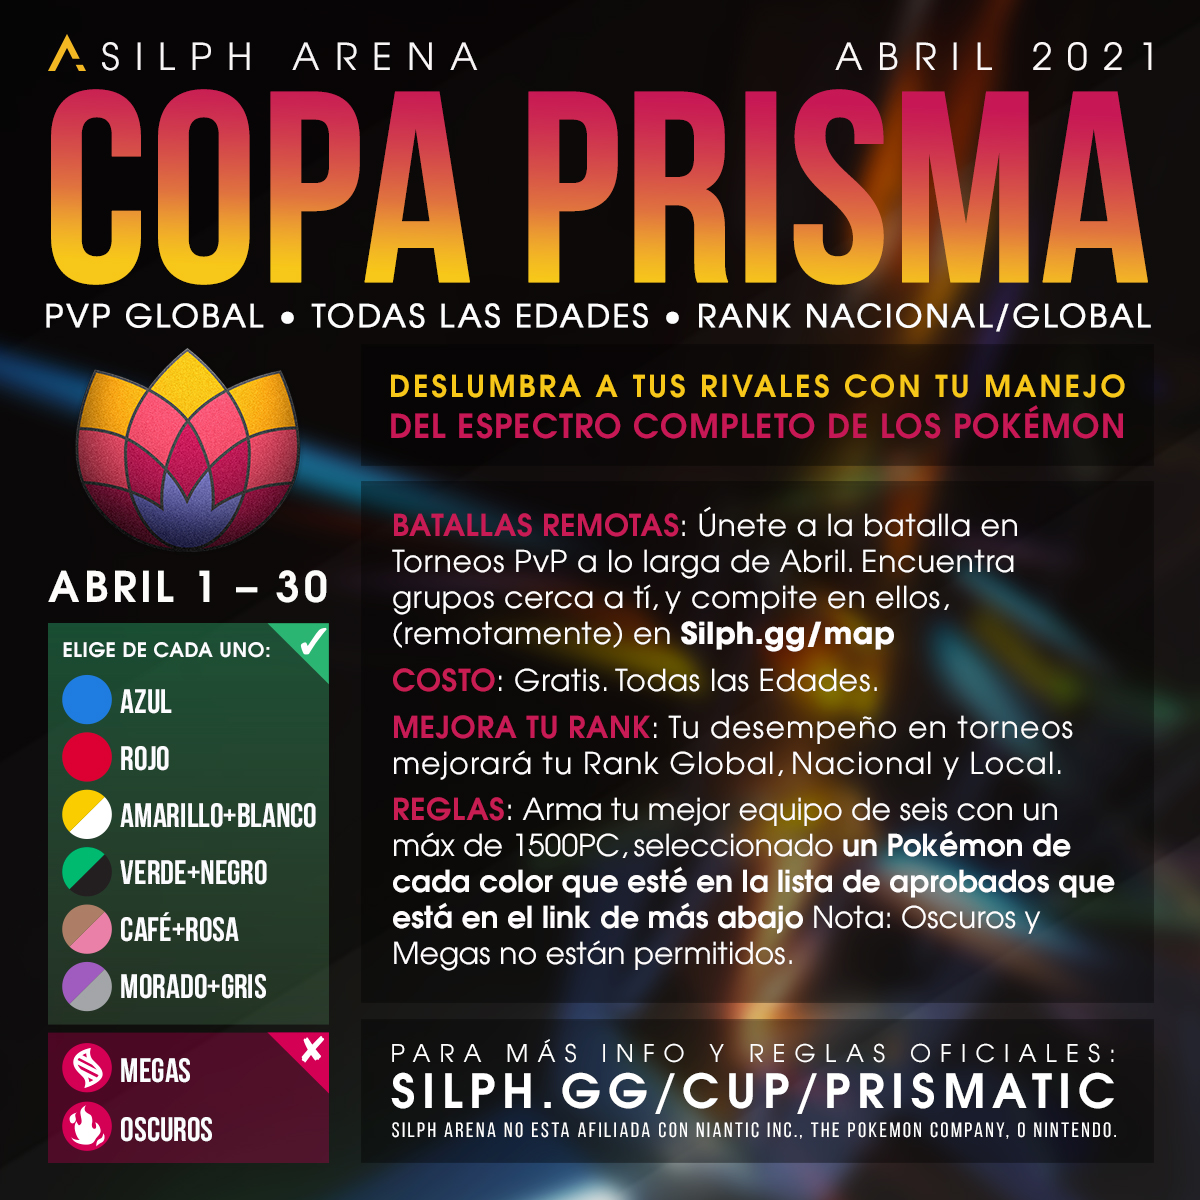 SILPH ARENA
ABRIL 2021
COPA PRISMA
PVP GLOBAL • TODAS LAS EDADES • RANK NACIONAL/GLOBAL
DESLUMBRA A TUS RIVALES CON TU MANEJO
DEL ESPECTRO COMPLETO DE LOS POKÉMON
ABRIL 1 – 30
ELIGE DE CADA UNO:
AZUL
ROJO
AMARILLO+BLANCO
VERDE+NEGRO
CAFÉ+ROSA
MORADO+GRIS
MEGAS
OSCUROS
BATALLAS REMOTAS: Únete a la batalla en
Torneos PvP a lo larga de Abril. Encuentra
grupos cerca a tí, y compite en ellos,
(remotamente) en Silph.gg/map
COSTO: Gratis. Todas las Edades.
MEJORA TU RANK: Tu desempeño en torneos
mejorará tu Rank Global, Nacional y Local.
REGLAS: Arma tu mejor equipo de seis con un
máx de 1500PC, seleccionado un Pokémon de
cada color que esté en la lista de aprobados que
está en el link de más abajo Nota: Oscuros y
Megas no están permitidos.
PARA MÁS INFO Y REGLAS OFICIALES:
SILPH.GG/CUP/PRISMATIC
SILPH ARENA NO ESTA AFILIADA CON NIANTIC INC., THE POKEMON COMPANY, O NINTENDO.